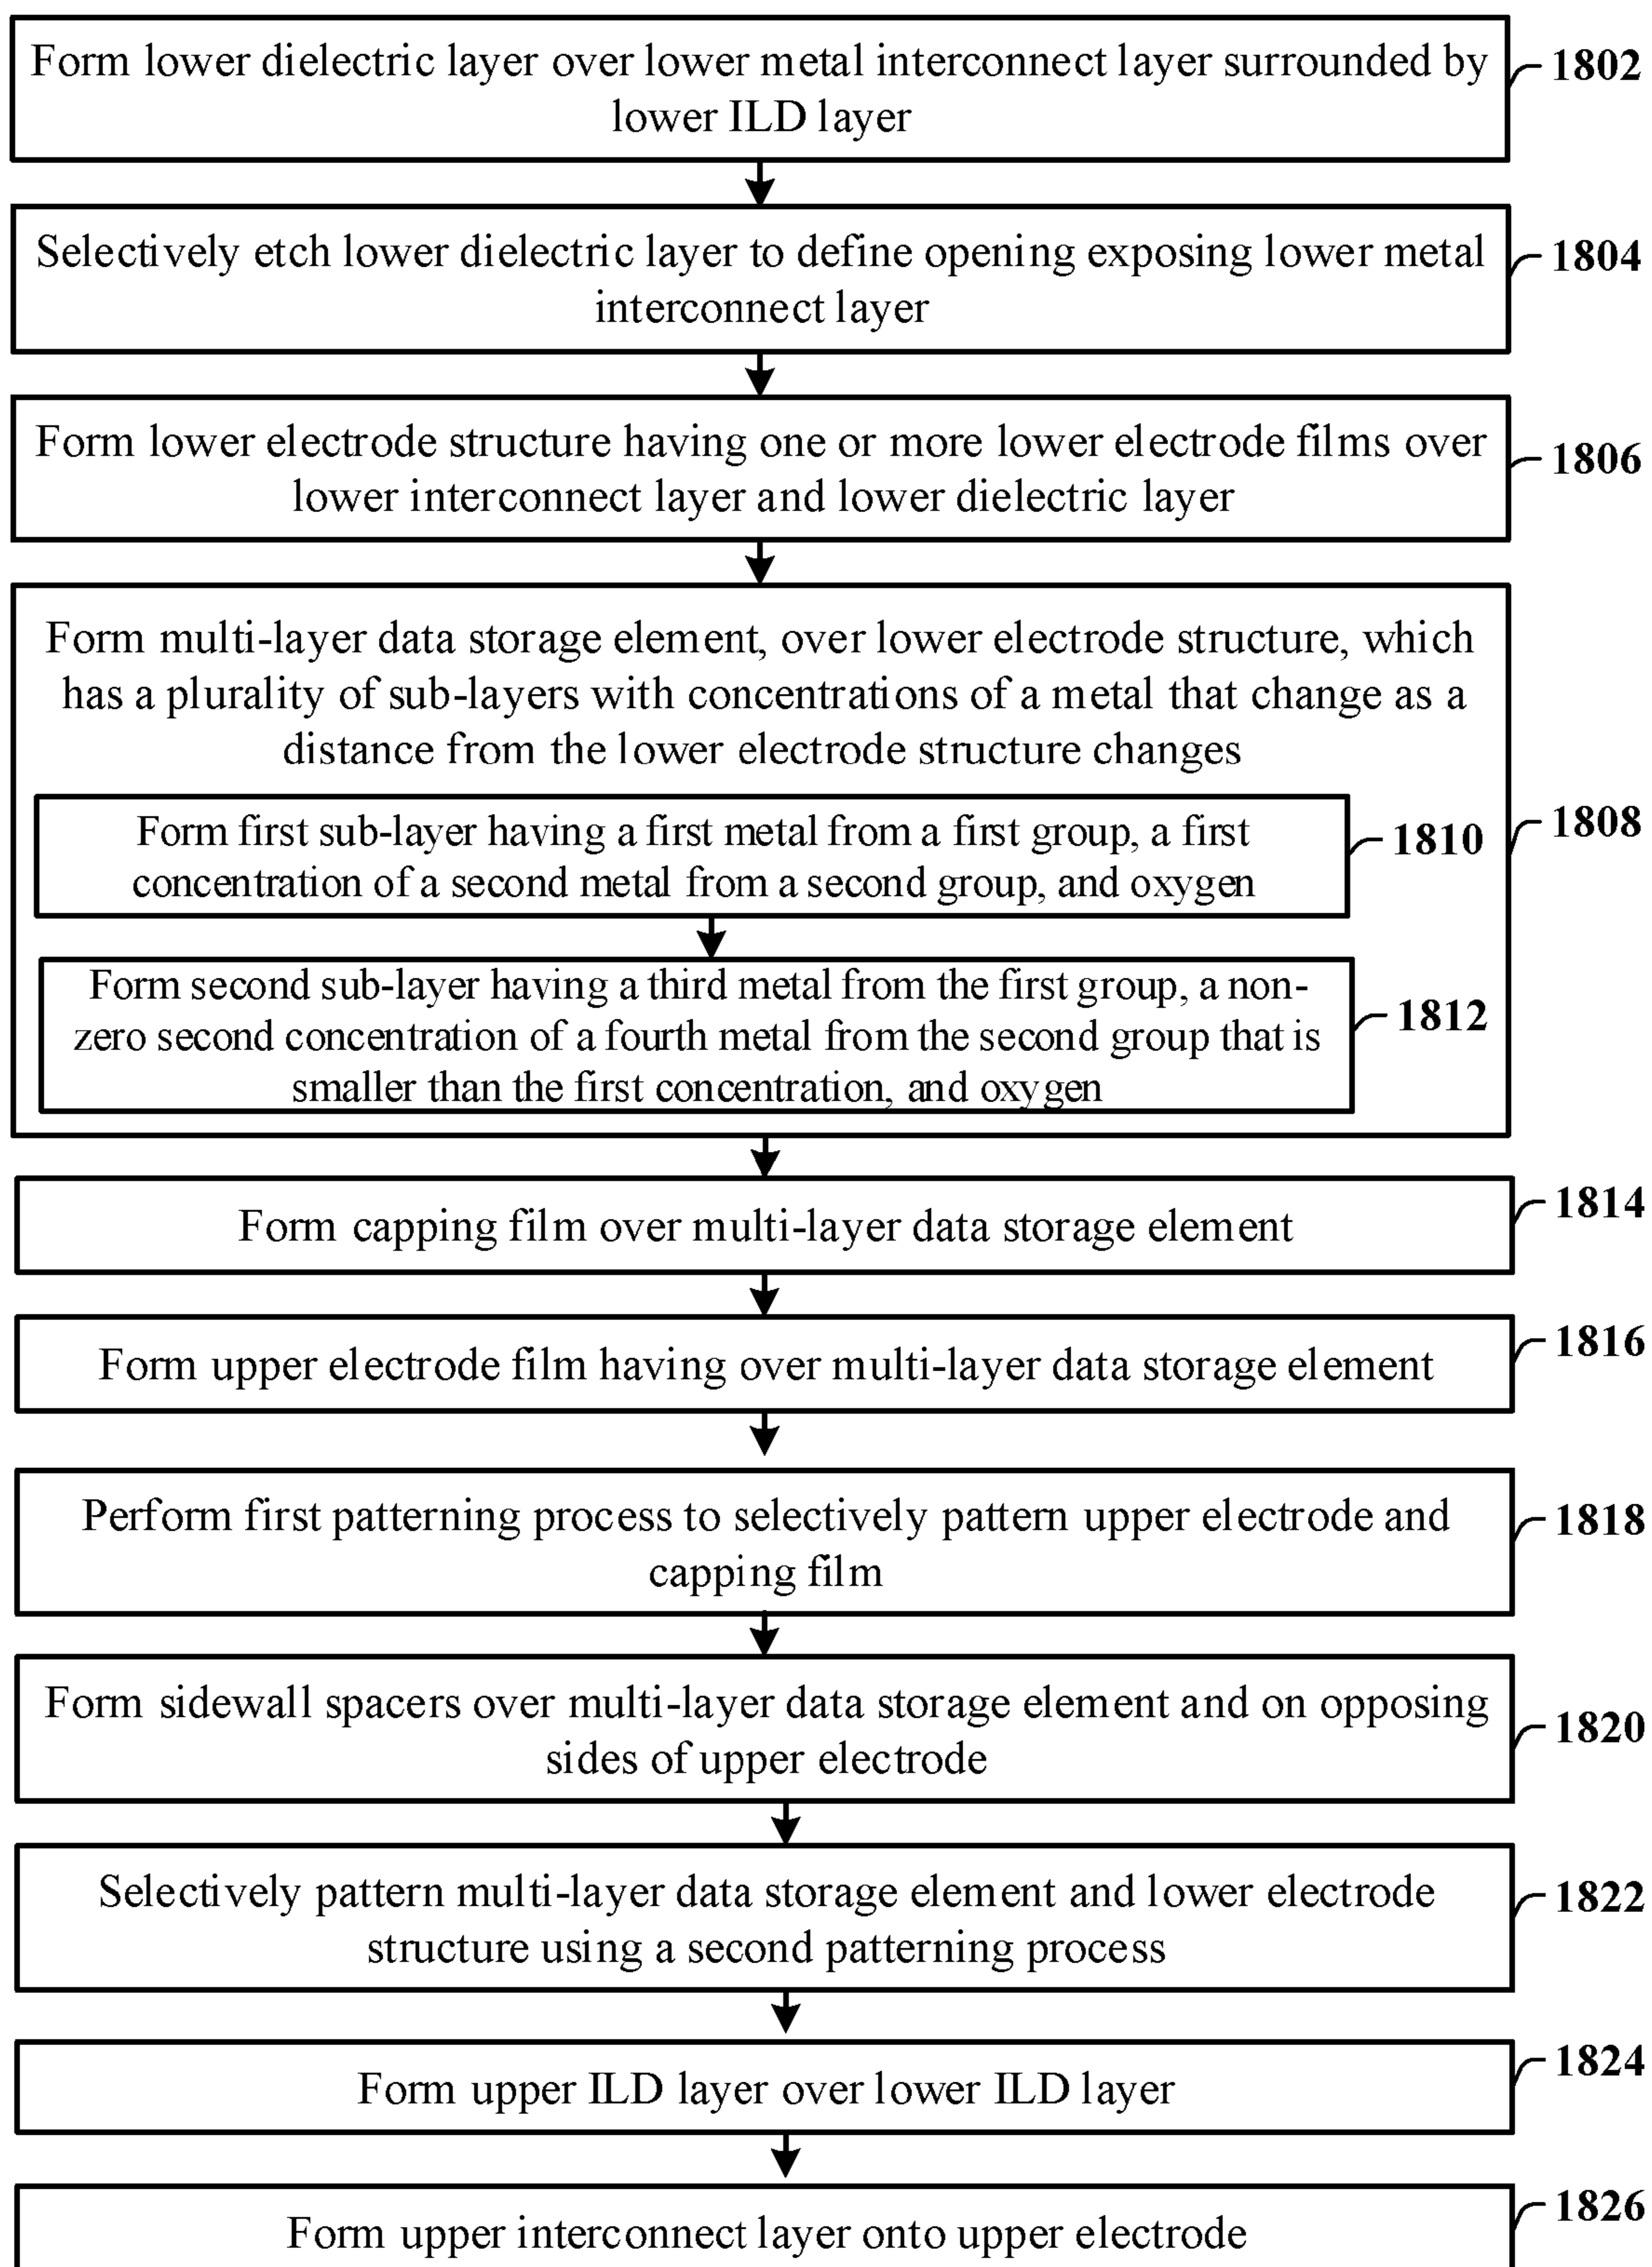 Form lower dielectric layer over lower metal interconnect layer surrounded by
lower ILD layer
1802
Selectively etch lower dielectric layer to define opening exposing lower metal
interconnect layer
1804
Form lower electrode structure having one or more lower electrode films over
lower interconnect layer and lower dielectric layer
1806
Form multi-layer data storage element, over lower electrode structure, which
has a plurality of sub-layers with concentrations of a metal that change as a
distance from the lower electrode structure changes
1808
Form first sub-layer having a first metal from a first group, a first
concentration of a second metal from a second group, and oxygen
1810
Form second sub-layer having a third metal from the first group, a non-
zero second concentration of a fourth metal from the second group that is
smaller than the first concentration, and oxygen
1812
Form capping film over multi-layer data storage element
1814
Form upper electrode film having over multi-layer data storage element
1816
Perform first patterning process to selectively pattern upper electrode and
capping film
1818
Form sidewall spacers over multi-layer data storage element and on opposing
sides of upper electrode
1820
Selectively pattern multi-layer data storage element and lower electrode
structure using a second patterning process
1822
Form upper ILD layer over lower ILD layer
1824
Form upper interconnect layer onto upper electrode
1826